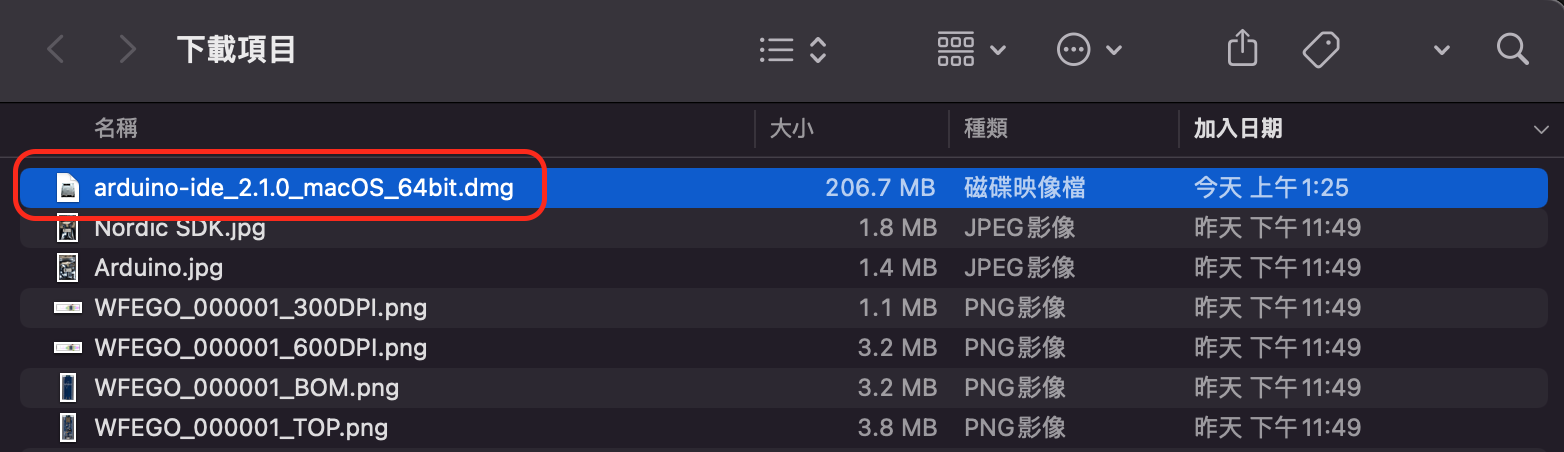 下載項目
名稱 大小 種類 加入日期
arduino-ide_2.1.0_macOS_64bit.dmg 206.7 MB 磁碟映像檔 今天 上午1:25
Nordic SDK.jpg 1.8 MB JPEG影像 昨天 下午11:49
Arduino.jpg 1.4 MB JPEG影像 昨天 下午11:49
WFEGO_000001_300DPI.png 1.1 MB PNG影像 昨天 下午11:49
WFEGO_000001_600DPI.png 3.2 MB PNG影像 昨天 下午11:49
WFEGO_000001_BOM.png 3.2 MB PNG影像 昨天 下午11:49
WFEGO_000001_TOP.png 3.8 MB PNG影像 昨天 下午11:49